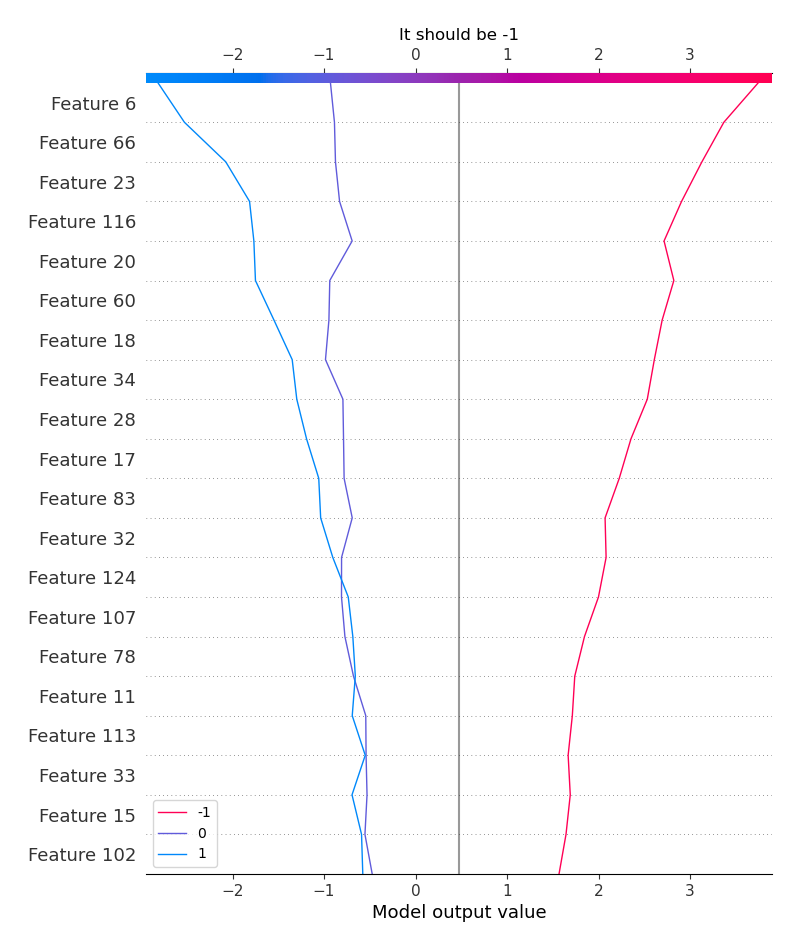 It should be -1
−2 −1 0 1 2 3
Feature 6
Feature 66
Feature 23
Feature 116
Feature 20
Feature 60
Feature 18
Feature 34
Feature 28
Feature 17
Feature 83
Feature 32
Feature 124
Feature 107
Feature 78
Feature 11
Feature 113
Feature 33
Feature 15
Feature 102
-1
0
1
−2 −1 0 1 2 3
Model output value